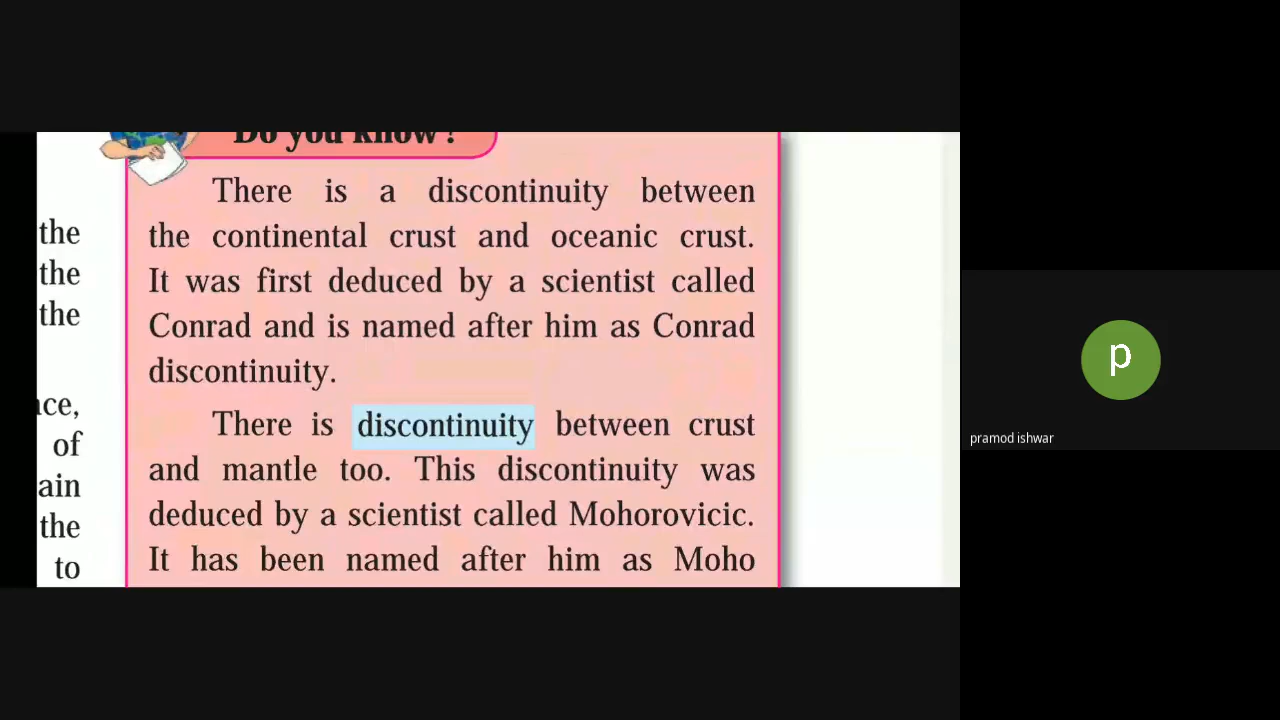 Do you know?
There is a discontinuity between
the continental crust and oceanic crust.
It was first deduced by a scientist called
Conrad and is named after him as Conrad
discontinuity.
There is discontinuity between crust
and mantle too. This discontinuity was
deduced by a scientist called Mohorovicic.
It has been named after him as Moho
the
the
the
ce,
of
ain
the
to
p
pramod ishwar